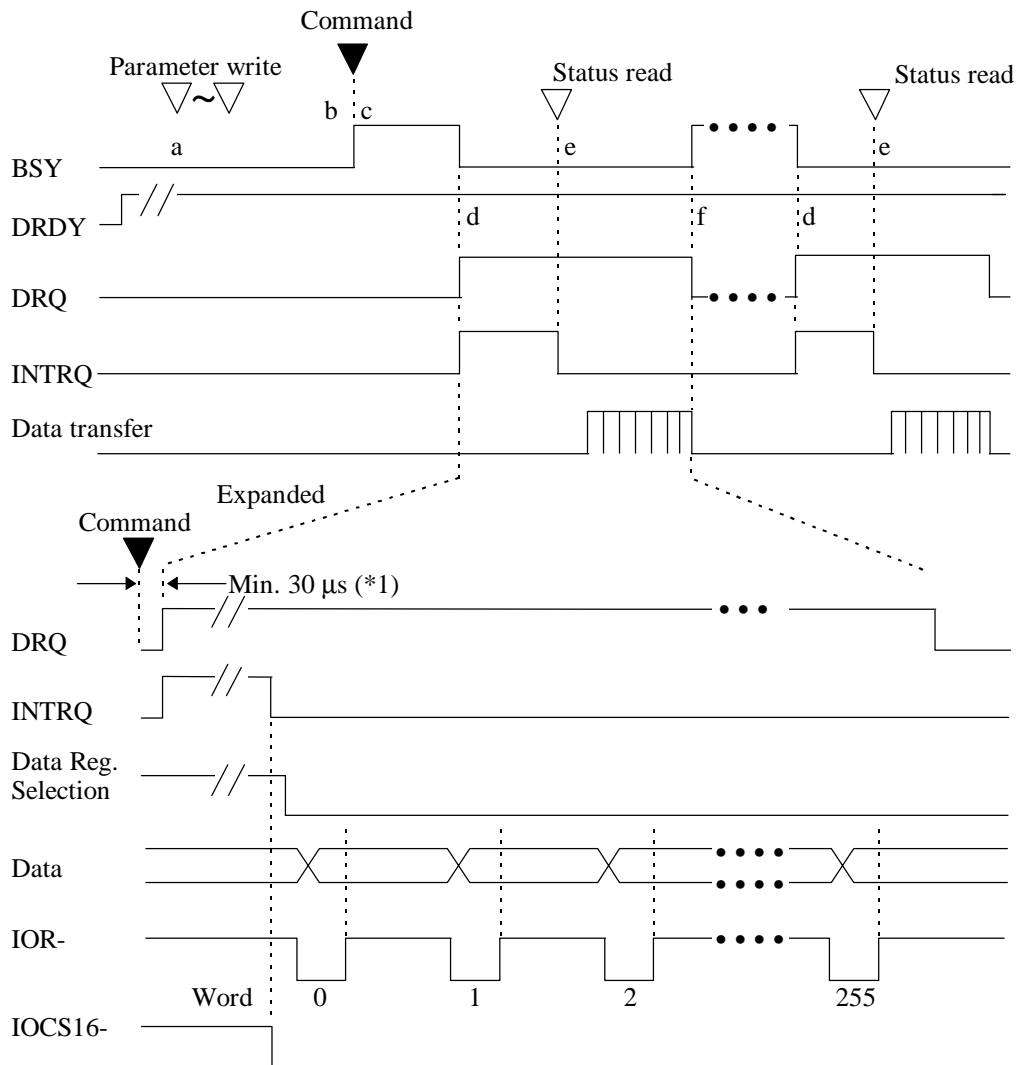 Command
Parameter write
Status read
Status read
~
b c
a e e
BSY
DRDY
d f d
DRQ
INTRQ
Data transfer
Expanded
Command
Min. 30 μs (*1)
DRQ
INTRQ
Data Reg.
Selection
Data
IOR-
Word 0 1 2 255
IOCS16-